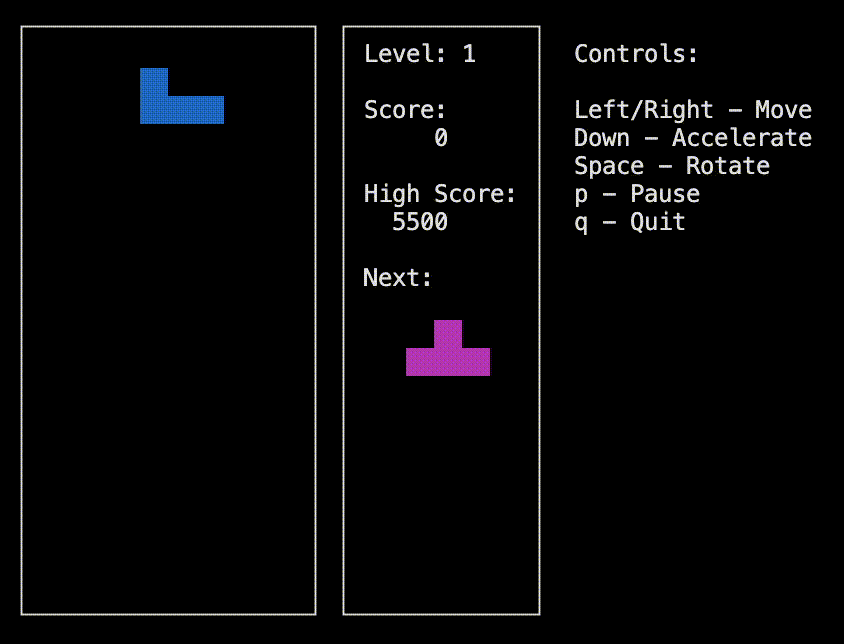 Level: 1
Score:
0
High Score:
5500
Next:
Controls:
Left/Right – Move
Down – Accelerate
Space – Rotate
p – Pause
q – Quit